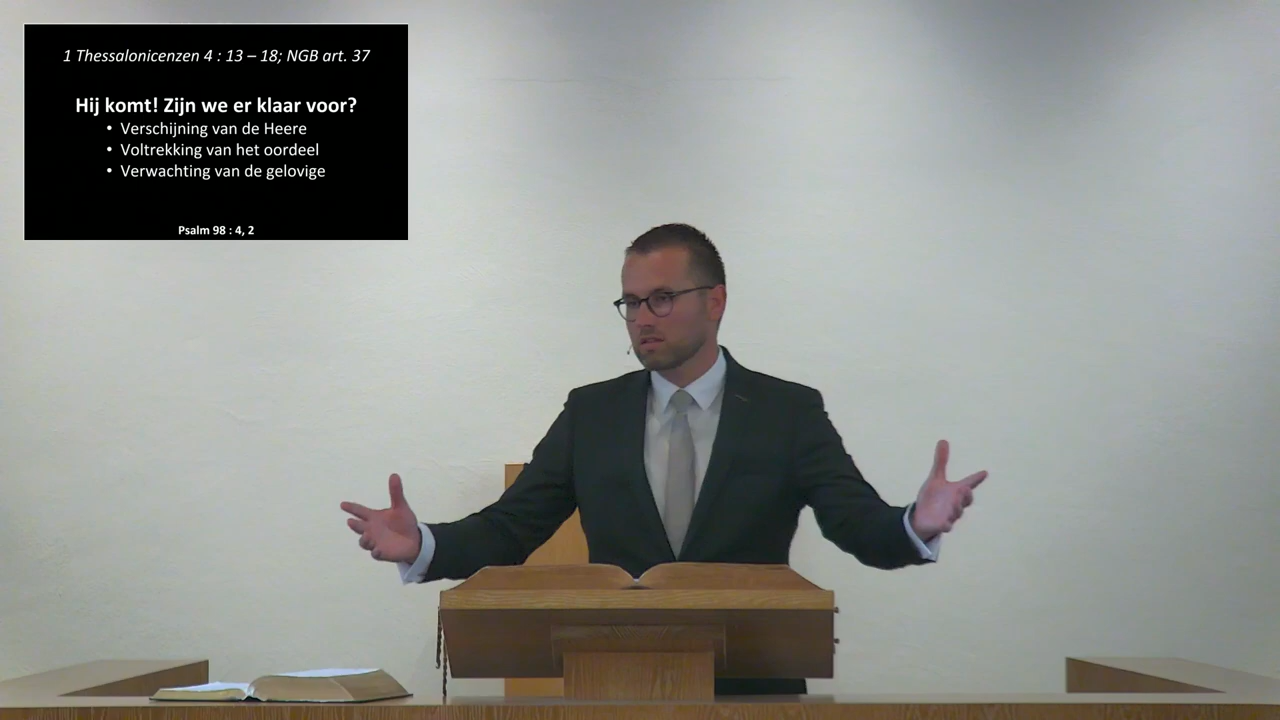 1 Thessalonicenzen 4 : 13 – 18; NGB art. 37
Hij komt! Zijn we er klaar voor?
• Verschijning van de Heere
• Voltrekking van het oordeel
• Verwachting van de gelovige
Psalm 98 : 4, 2